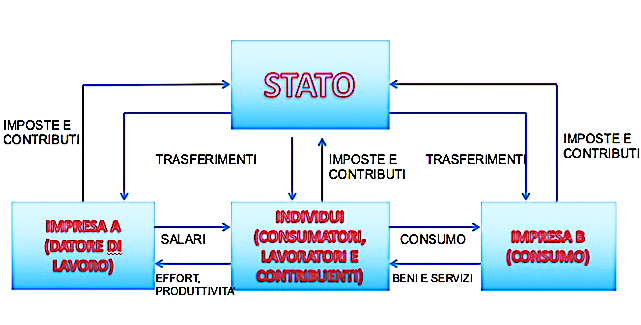 STATO
IMPOSTE E
CONTRIBUTI
TRASFERIMENTI
IMPOSTE E
CONTRIBUTI
TRASFERIMENTI
IMPOSTE E
CONTRIBUTI
IMPRESA A
(DATORE DI
LAVORO)
SALARI
EFFORT,
PRODUTTIVITA'
INDIVIDUI
(CONSUMATORI,
LAVORATORI E
CONTRIBUENTI)
CONSUMO
BENI E SERVIZI
IMPRESA B
(CONSUMO)